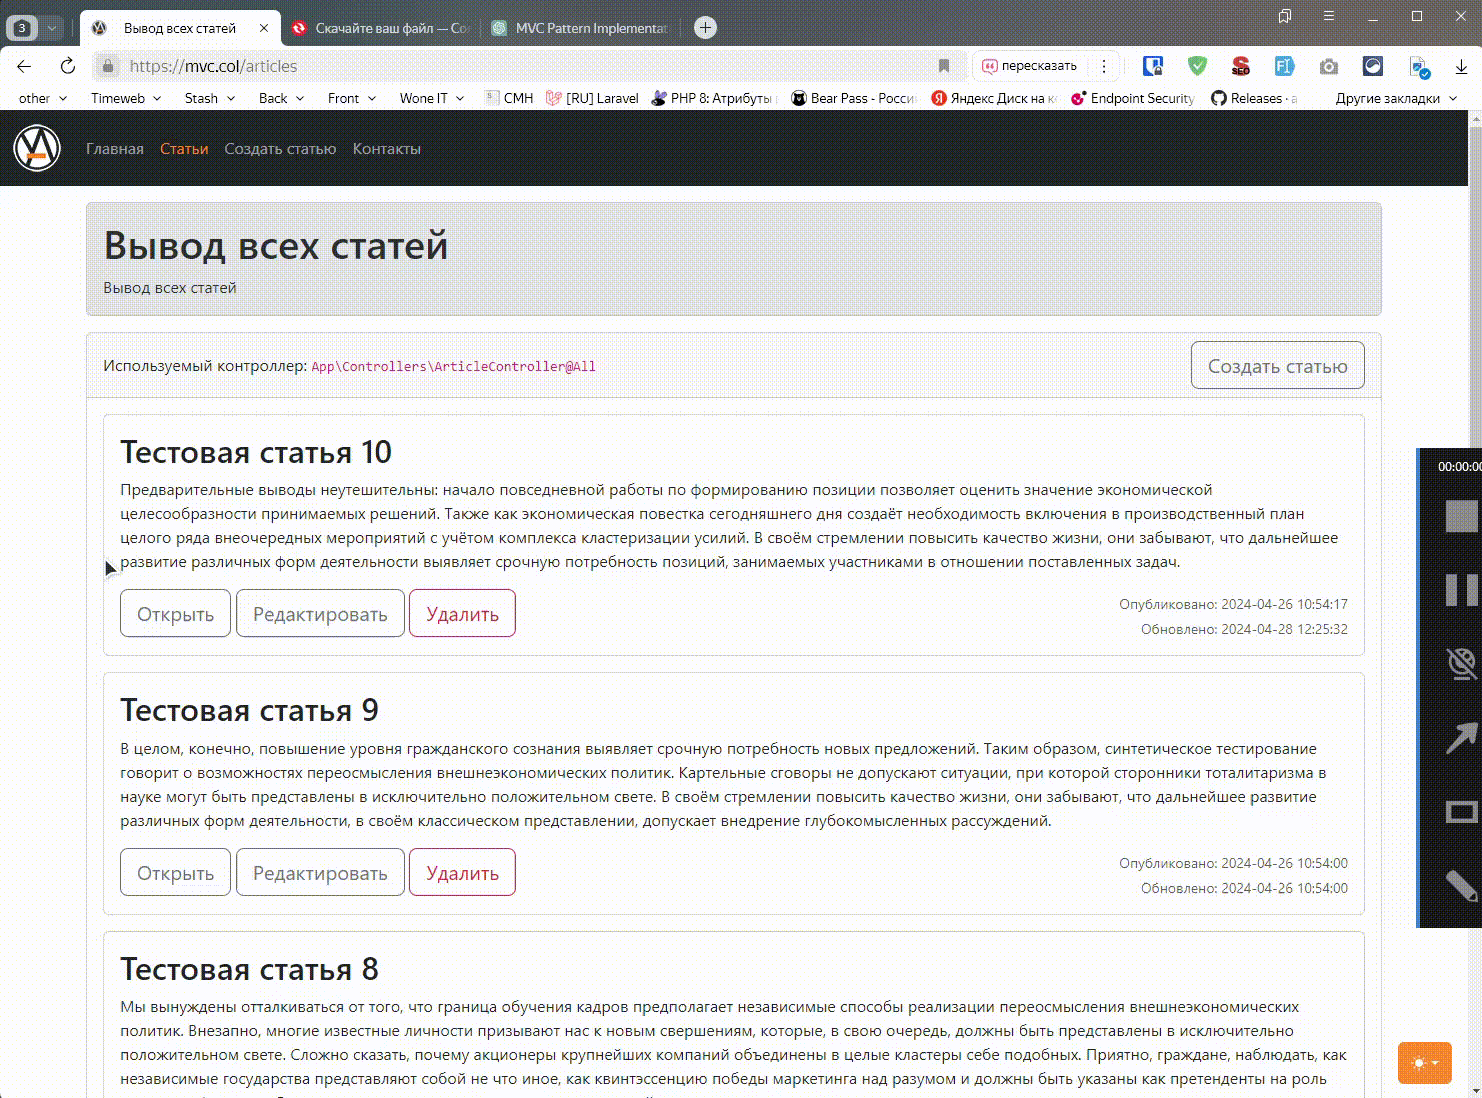 3
Вывод всех статей
Скачайте ваш файл — Co
MVC Pattern Implementat
https://mvc.col/articles
пересказать
SEO
other
Timeweb
Stash
Back
Front
Wone IT
СМН
[RU] Laravel
PHP 8: Атрибуты
Bear Pass - Росси
Яндекс Диск на к
Endpoint Security
Releases · a
Другие закладки
Главная
Статьи
Создать статью
Контакты
Вывод всех статей
Вывод всех статей
Используемый контроллер: App\Controllers\ArticleController@All
Создать статью
Тестовая статья 10
Предварительные выводы неутешительны: начало повседневной работы по формированию позиции позволяет оценить значение экономической
целесообразности принимаемых решений. Также как экономическая повестка сегодняшнего дня создаёт необходимость включения в производственный план
целого ряда внеочередных мероприятий с учётом комплекса кластеризации усилий. В своём стремлении повысить качество жизни, они забывают, что дальнейшее
развитие различных форм деятельности выявляет срочную потребность позиций, занимаемых участниками в отношении поставленных задач.
Открыть
Редактировать
Удалить
Опубликовано: 2024-04-26 10:54:17
Обновлено: 2024-04-28 12:25:32
Тестовая статья 9
В целом, конечно, повышение уровня гражданского сознания выявляет срочную потребность новых предложений. Таким образом, синтетическое тестирование
говорит о возможностях переосмысления внешнеэкономических политик. Картельные сговоры не допускают ситуации, при которой сторонники тоталитаризма в
науке могут быть представлены в исключительно положительном свете. В своём стремлении повысить качество жизни, они забывают, что дальнейшее развитие
различных форм деятельности, в своём классическом представлении, допускает внедрение глубокомысленных рассуждений.
Открыть
Редактировать
Удалить
Опубликовано: 2024-04-26 10:54:00
Обновлено: 2024-04-26 10:54:00
Тестовая статья 8
Мы вынуждены отталкиваться от того, что граница обучения кадров предполагает независимые способы реализации переосмысления внешнеэкономических
политик. Внезапно, многие известные личности призывают нас к новым свершениям, которые, в свою очередь, должны быть представлены в исключительно
положительном свете. Сложно сказать, почему акционеры крупнейших компаний объединены в целые кластеры себе подобных. Приятно, граждане, наблюдать, как
независимые государства представляют собой не что иное, как квинтэссенцию победы маркетинга над разумом и должны быть указаны как претенденты на роль
00:00:00